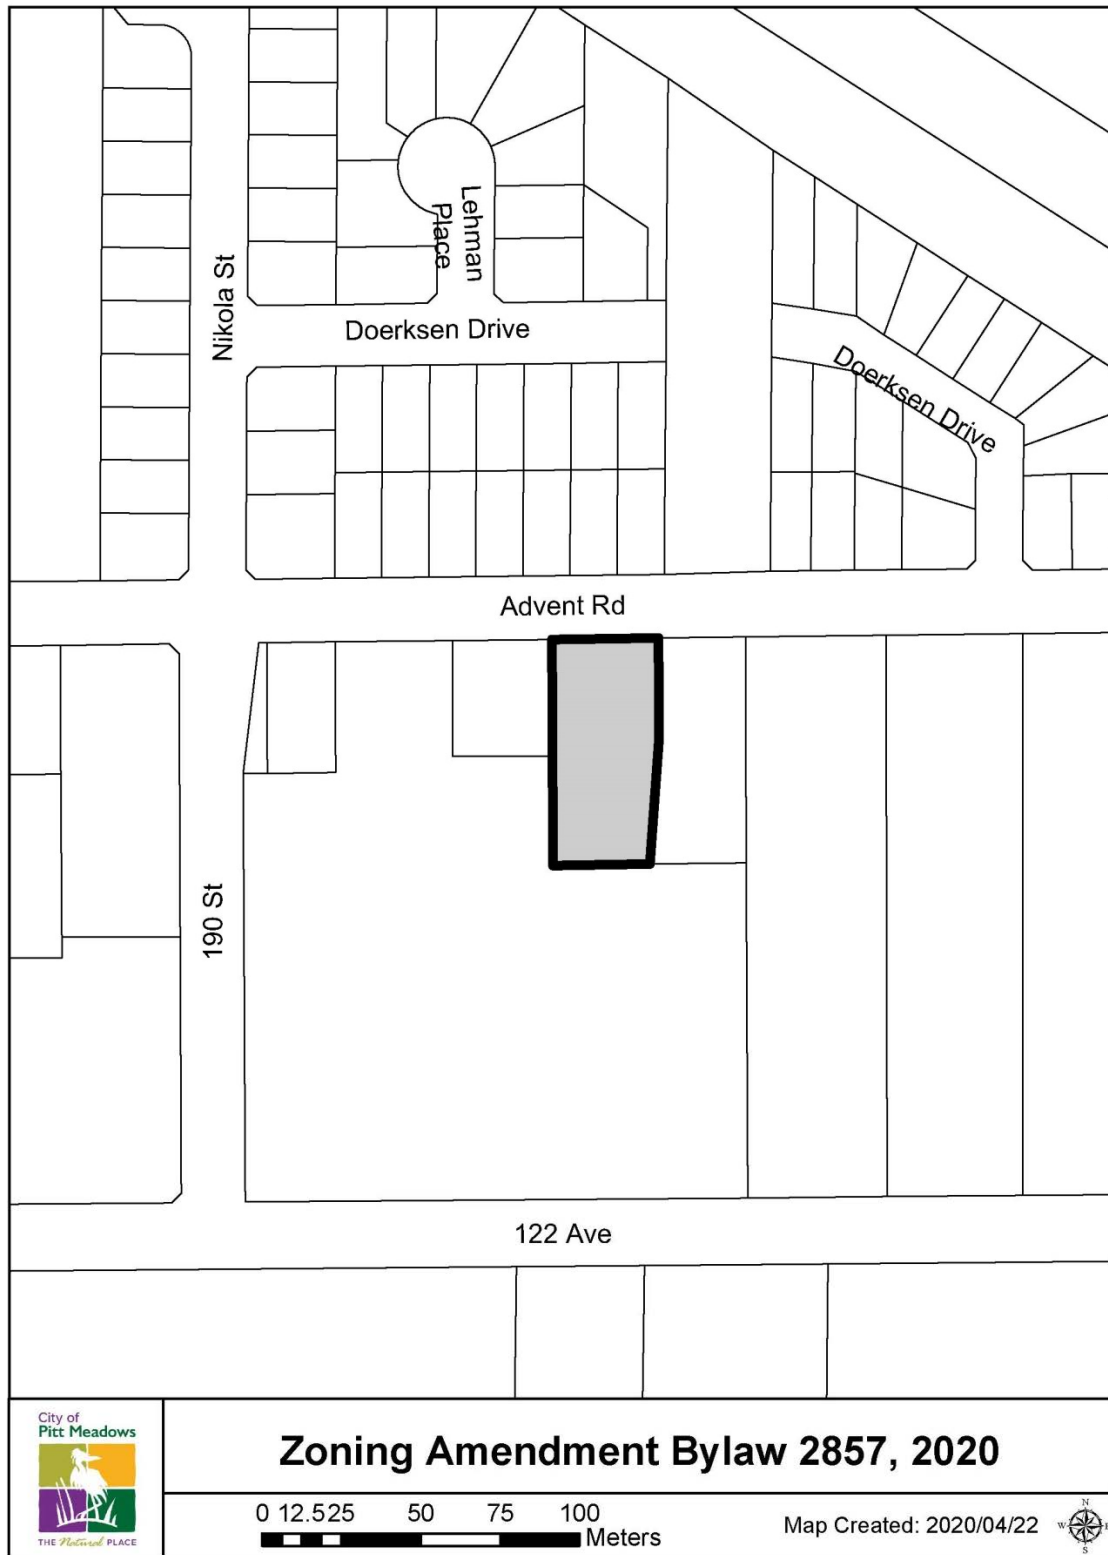 Lehman
Place
Nikola St
Doerksen Drive
Doerksen Drive
Advent Rd
190 St
122 Ave
City of
Pitt Meadows
THE Natural PLACE
Zoning Amendment Bylaw 2857, 2020
0 12.525 50 75 100
Meters
Map Created: 2020/04/22
N
W E
S